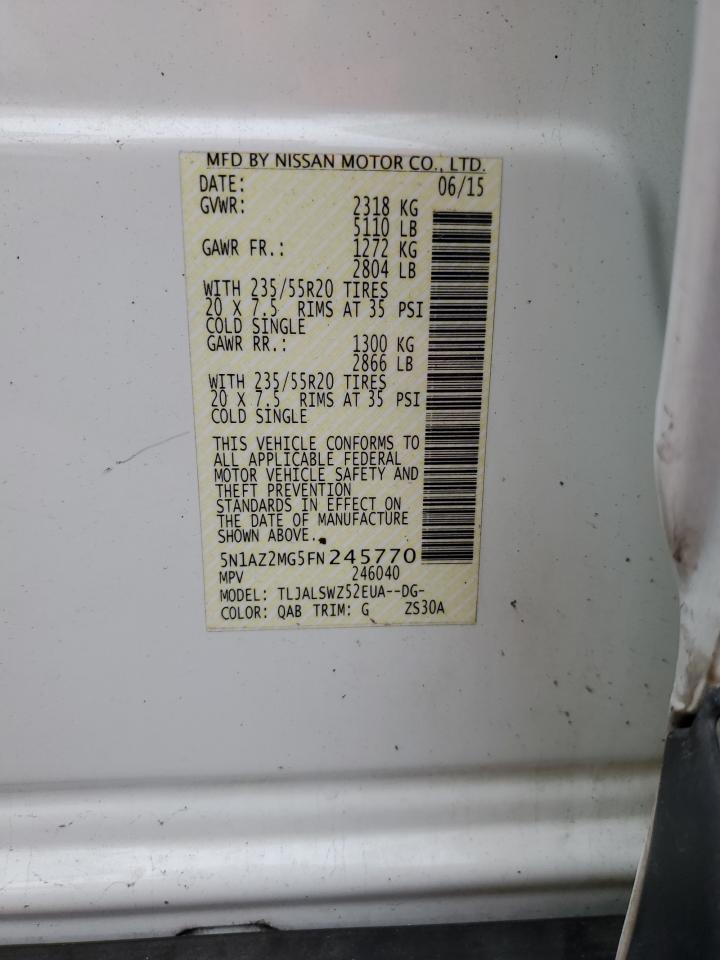 MFD BY NISSAN MOTOR CO., LTD.
DATE: 06/15
GVWR: 2318 KG
5110 LB
GAWR FR.: 1272 KG
2804 LB
WITH 235/55R20 TIRES
20 X 7.5 RIMS AT 35 PSI
COLD SINGLE
GAWR RR.: 1300 KG
2866 LB
WITH 235/55R20 TIRES
20 X 7.5 RIMS AT 35 PSI
COLD SINGLE
THIS VEHICLE CONFORMS TO
ALL APPLICABLE FEDERAL
MOTOR VEHICLE SAFETY AND
THEFT PREVENTION
STANDARDS IN EFFECT ON
THE DATE OF MANUFACTURE
SHOWN ABOVE.
5N1AZ2MG5FN245770
MPV 246040
MODEL: TLJALSWZ52EUA--DG-
COLOR: QAB TRIM: G ZS30A